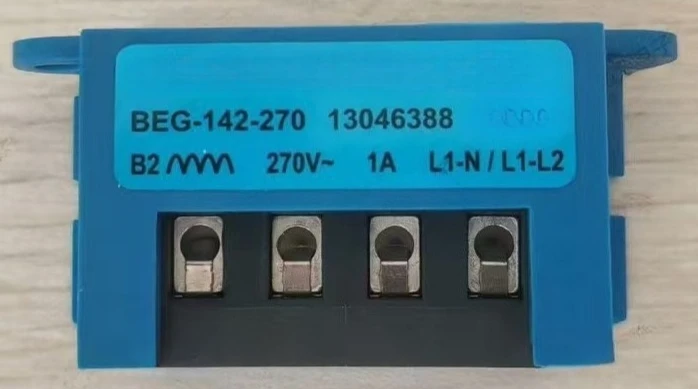 BEG-142-270 13046388
B2 270V~ 1A L1-N / L1-L2